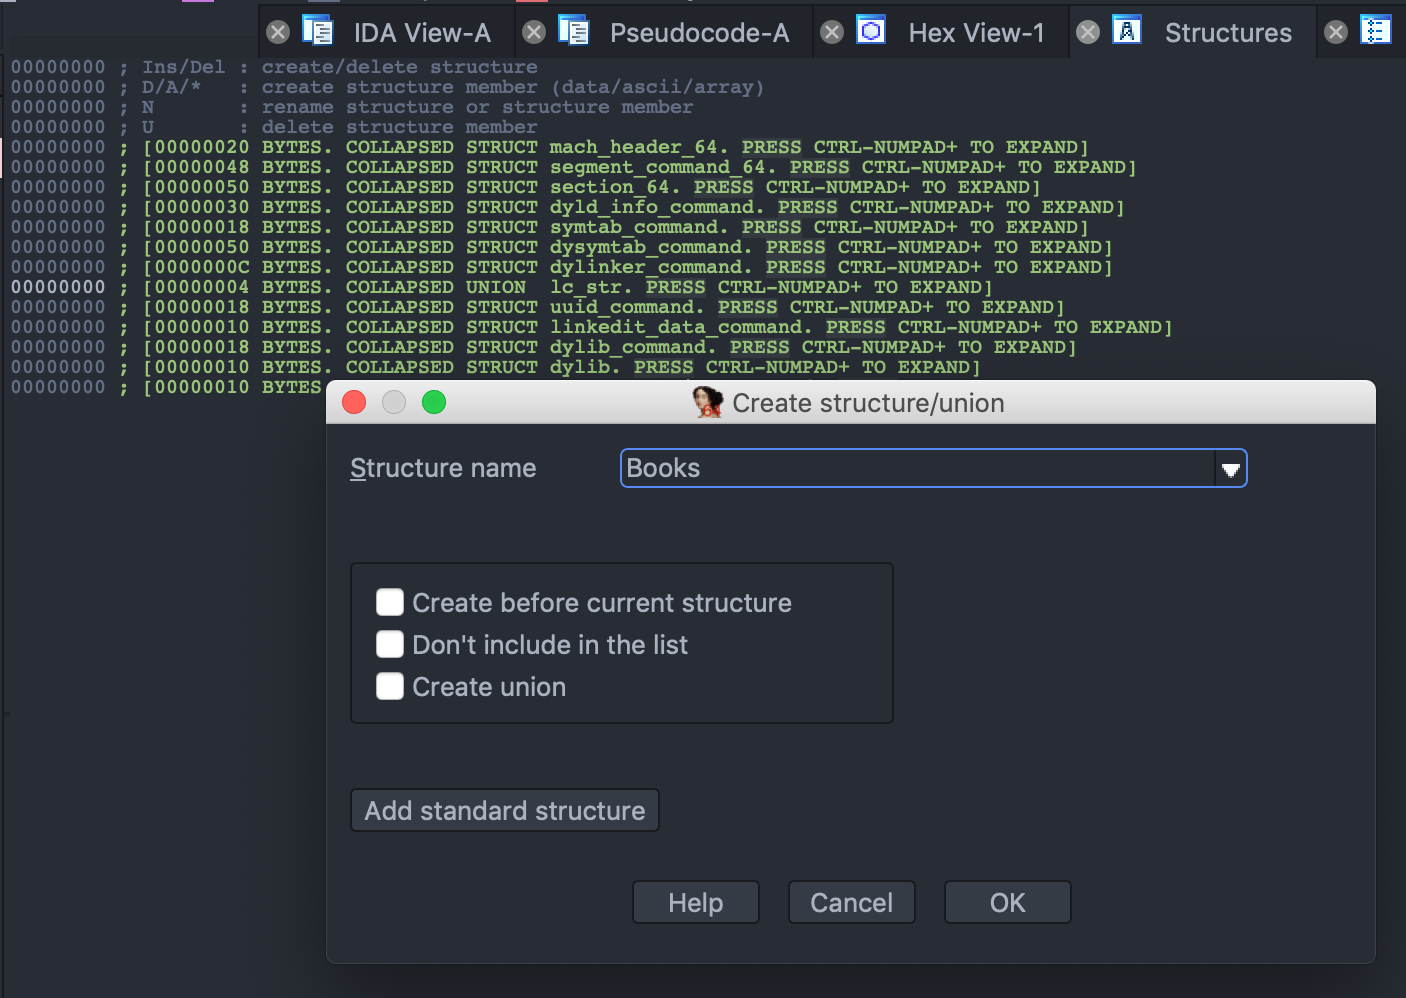 IDA View-A Pseudocode-A Hex View-1 Structures
00000000 ; Ins/Del : create/delete structure
00000000 ; D/A/* : create structure member (data/ascii/array)
00000000 ; N : rename structure or structure member
00000000 ; U : delete structure member
00000000 ; [00000020 BYTES. COLLAPSED STRUCT mach_header_64. PRESS CTRL-NUMPAD+ TO EXPAND]
00000000 ; [00000048 BYTES. COLLAPSED STRUCT segment_command_64. PRESS CTRL-NUMPAD+ TO EXPAND]
00000000 ; [00000050 BYTES. COLLAPSED STRUCT section_64. PRESS CTRL-NUMPAD+ TO EXPAND]
00000000 ; [00000030 BYTES. COLLAPSED STRUCT dyld_info_command. PRESS CTRL-NUMPAD+ TO EXPAND]
00000000 ; [00000018 BYTES. COLLAPSED STRUCT symtab_command. PRESS CTRL-NUMPAD+ TO EXPAND]
00000000 ; [00000050 BYTES. COLLAPSED STRUCT dysymtab_command. PRESS CTRL-NUMPAD+ TO EXPAND]
00000000 ; [0000000C BYTES. COLLAPSED STRUCT dylinker_command. PRESS CTRL-NUMPAD+ TO EXPAND]
00000000 ; [00000004 BYTES. COLLAPSED UNION lc_str. PRESS CTRL-NUMPAD+ TO EXPAND]
00000000 ; [00000018 BYTES. COLLAPSED STRUCT uuid_command. PRESS CTRL-NUMPAD+ TO EXPAND]
00000000 ; [00000010 BYTES. COLLAPSED STRUCT linkedit_data_command. PRESS CTRL-NUMPAD+ TO EXPAND]
00000000 ; [00000018 BYTES. COLLAPSED STRUCT dylib_command. PRESS CTRL-NUMPAD+ TO EXPAND]
00000000 ; [00000010 BYTES. COLLAPSED STRUCT dylib. PRESS CTRL-NUMPAD+ TO EXPAND]
00000000 ; [00000010 BYTES
Create structure/union
Structure name Books
Create before current structure
Don't include in the list
Create union
Add standard structure
Help Cancel OK